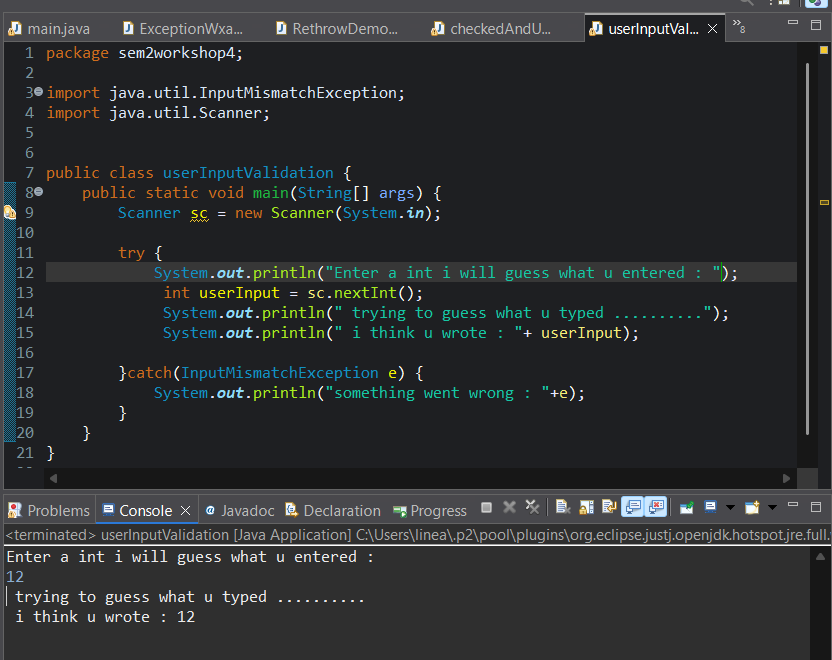 main.java ExceptionWxa... RethrowDemo... checkedAndU... userInputVal... »8
1 package sem2workshop4;
2
3 import java.util.InputMismatchException;
4 import java.util.Scanner;
5
6
7 public class userInputValidation {
8 public static void main(String[] args) {
9 Scanner sc = new Scanner(System.in);
10
11 try {
12 System.out.println("Enter a int i will guess what u entered : ");
13 int userInput = sc.nextInt();
14 System.out.println(" trying to guess what u typed ..........");
15 System.out.println(" i think u wrote : "+ userInput);
16
17 }catch(InputMismatchException e) {
18 System.out.println("something went wrong : "+e);
19 }
20 }
21 }
Problems Console Javadoc Declaration Progress
<terminated> userInputValidation [Java Application] C:\Users\linea\.p2\pool\plugins\org.eclipse.justj.openjdk.hotspot.jre.full.
Enter a int i will guess what u entered :
12
trying to guess what u typed ..........
i think u wrote : 12